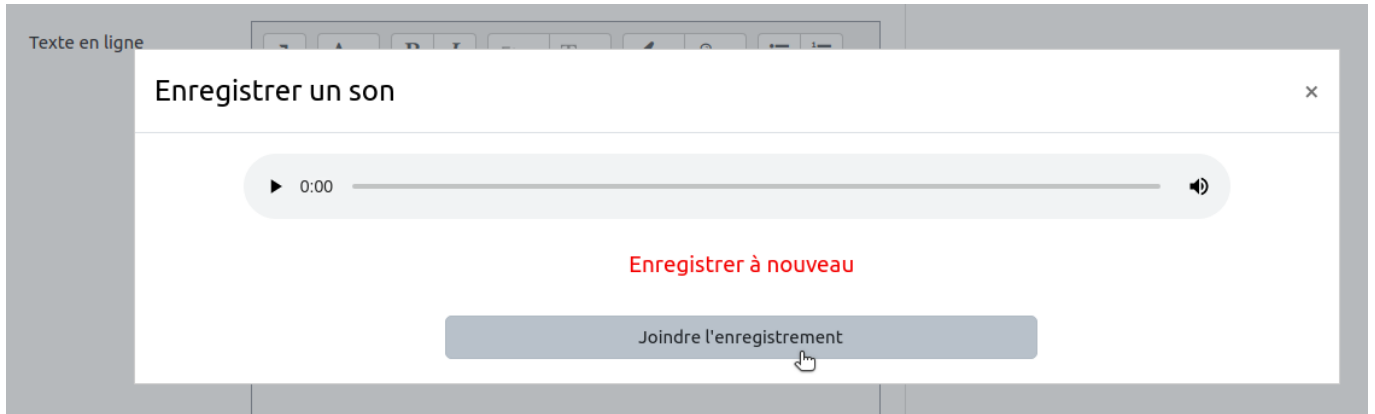 Texte en ligne
Enregistrer un son
×
0:00
Enregistrer à nouveau
Joindre l'enregistrement